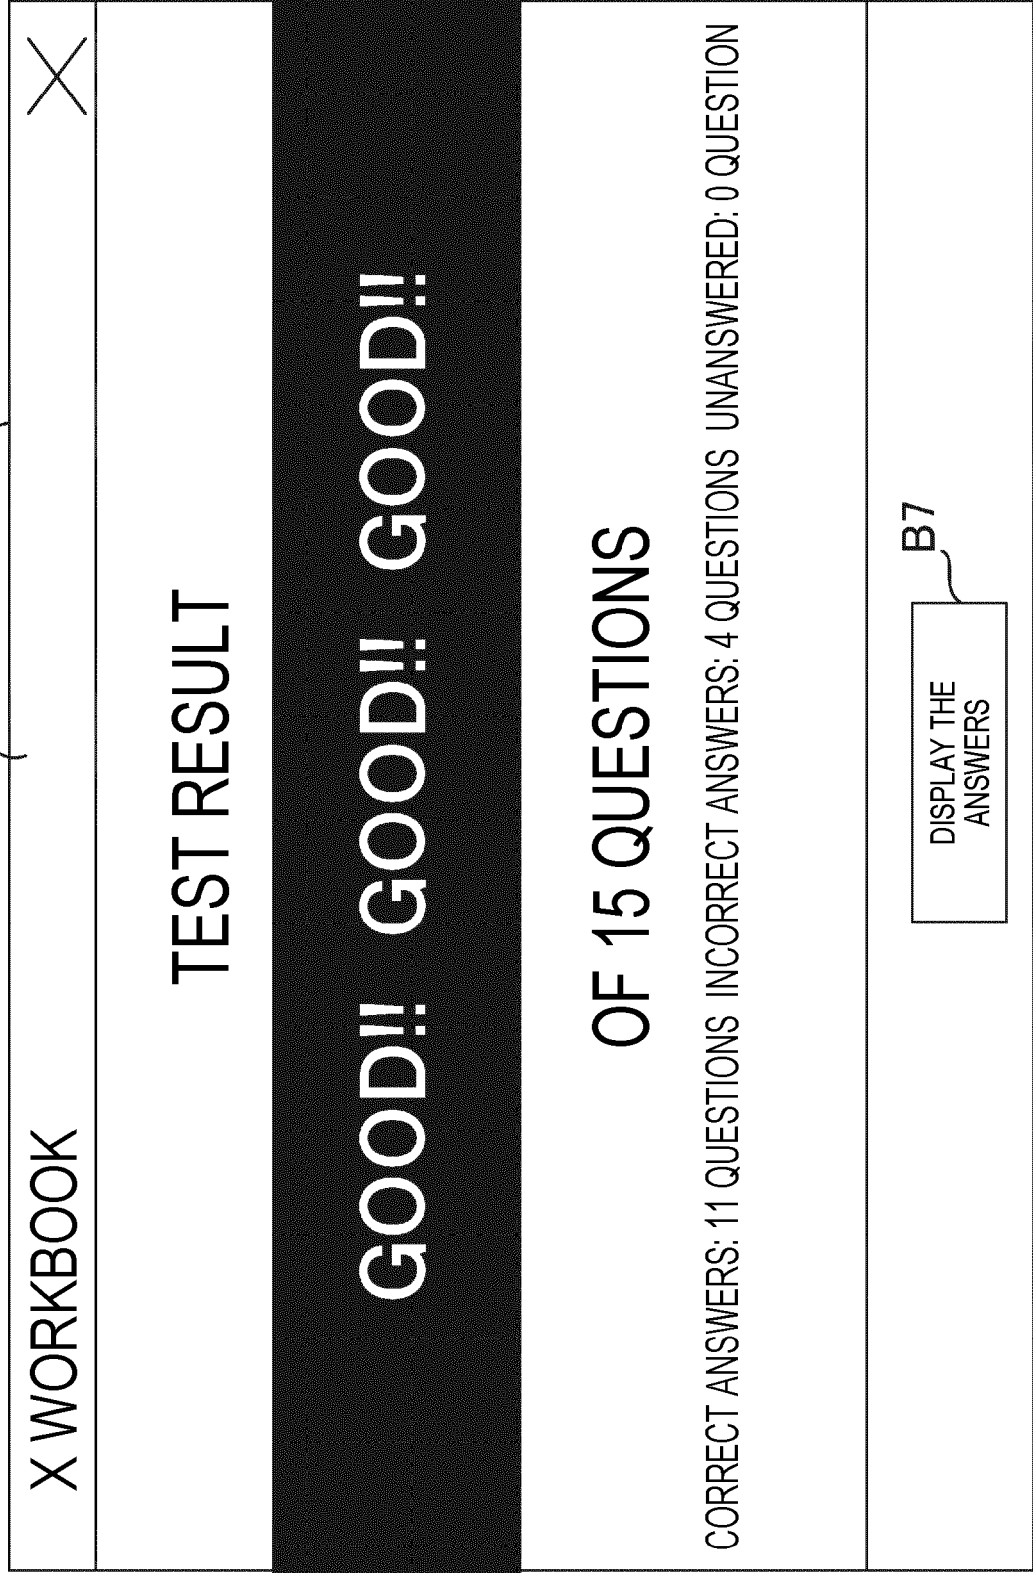 X WORKBOOK
TEST RESULT
GOOD!! GOOD!! GOOD!!
OF 15 QUESTIONS
CORRECT ANSWERS: 11 QUESTIONS INCORRECT ANSWERS: 4 QUESTIONS UNANSWERED: 0 QUESTION
DISPLAY THE
ANSWERS
B7